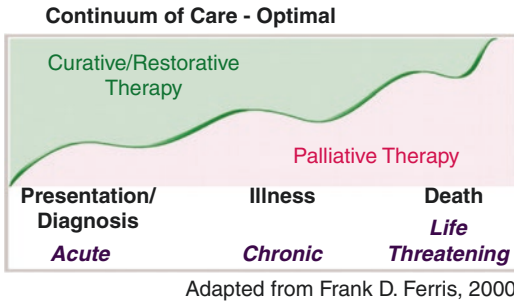 Continuum of Care - Optimal
Curative/Restorative
Therapy
Palliative Therapy
Presentation/
Diagnosis
Illness
Death
Acute
Chronic
Life
Threatening
Adapted from Frank D. Ferris, 2000